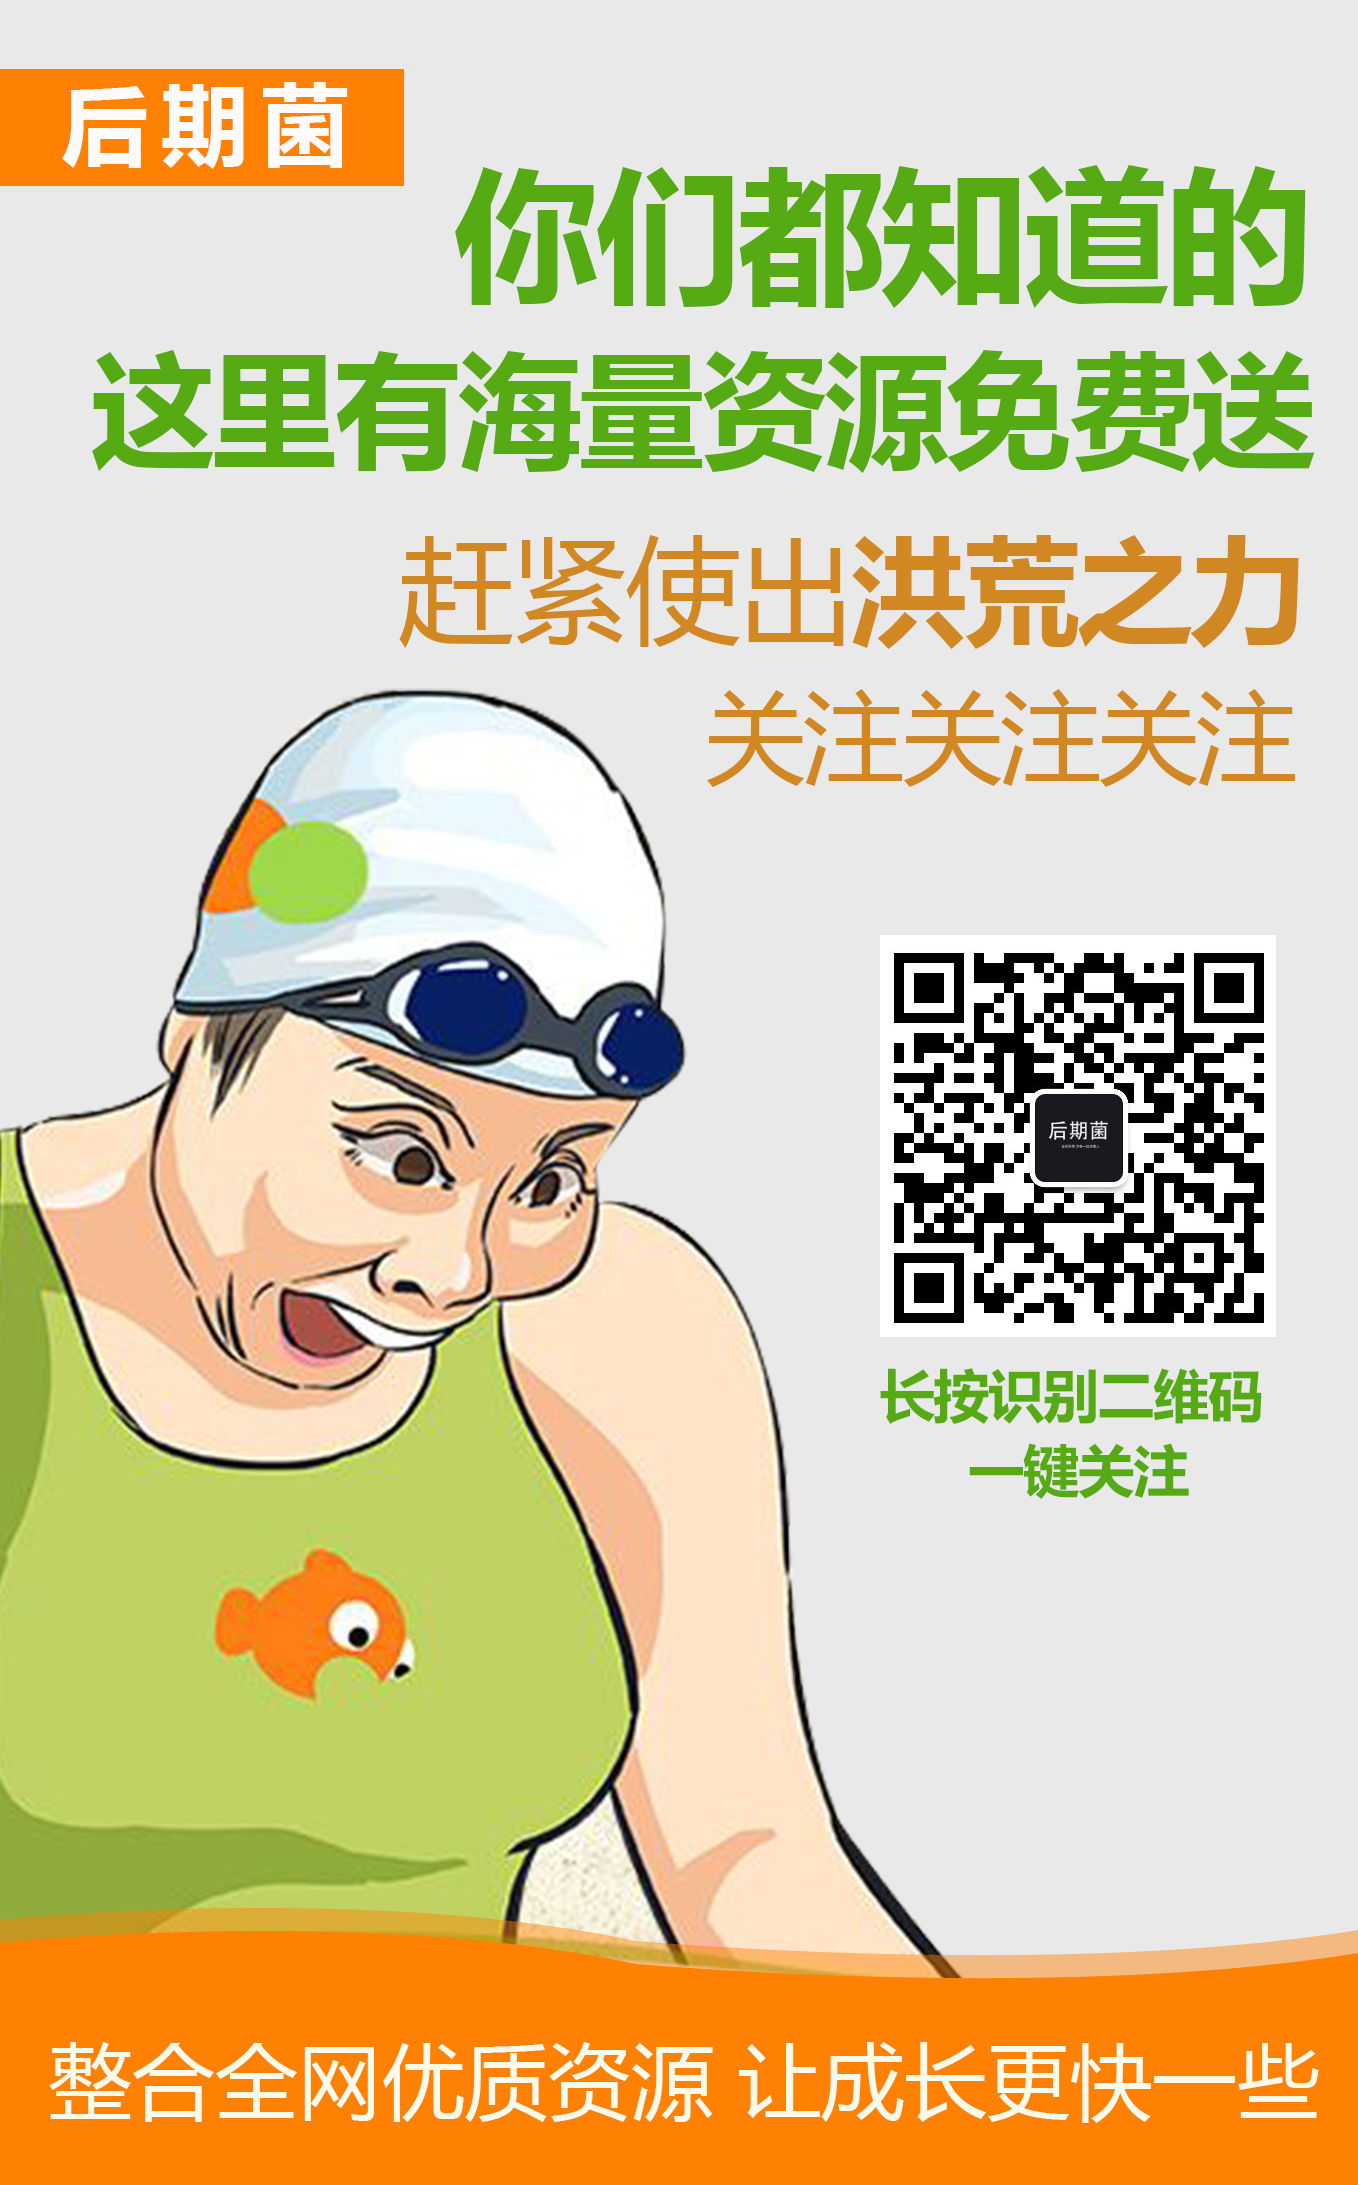 后期菌
你们都知道的
这里有海量资源免费送
赶紧使出洪荒之力
关注关注关注
后期菌
长按识别二维码
一键关注
整合全网优质资源 让成长更快一些